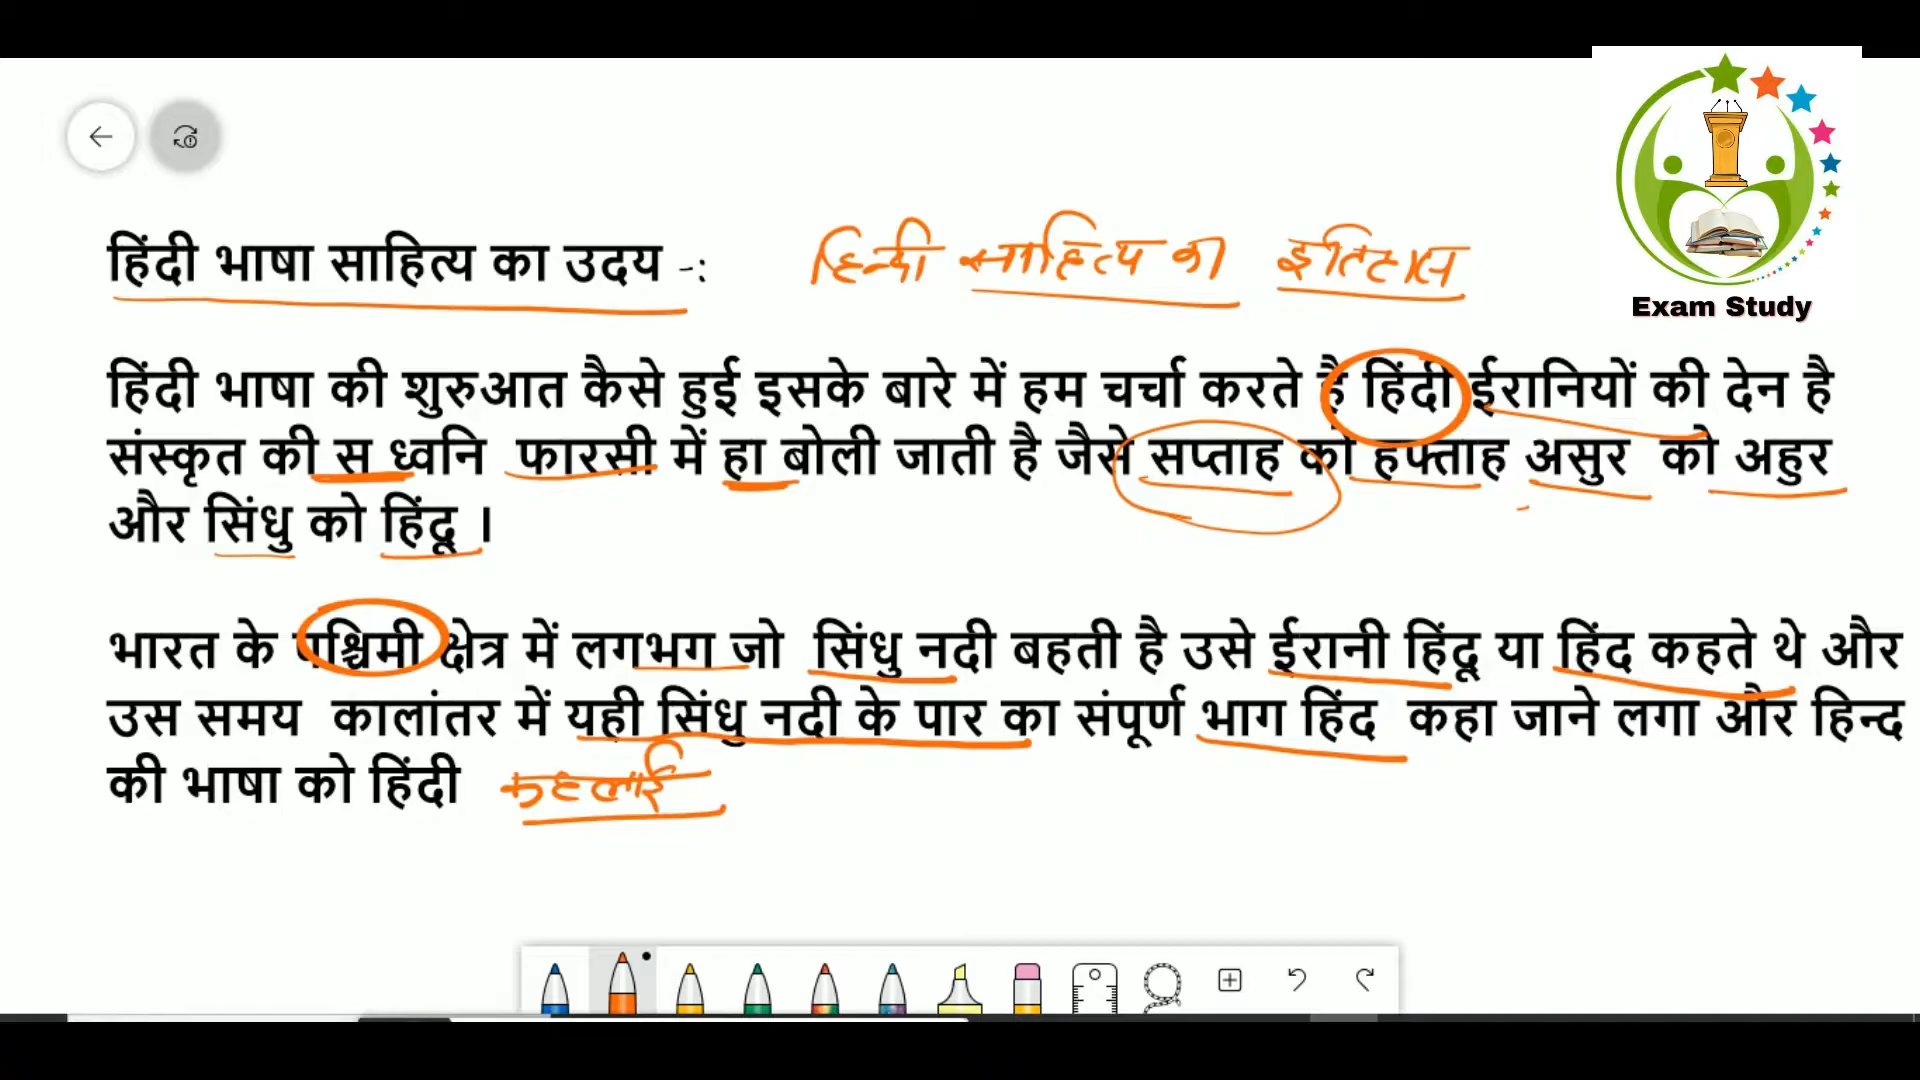 हिंदी भाषा साहित्य का उदय -: हिन्दी साहित्य का इतिहास
Exam Study
हिंदी भाषा की शुरुआत कैसे हुई इसके बारे में हम चर्चा करते है हिंदी ईरानियों की देन है
संस्कृत की स ध्वनि फारसी में हा बोली जाती है जैसे सप्ताह को हफ्ताह असुर को अहुर
और सिंधु को हिंदू ।
भारत के पश्चिमी क्षेत्र में लगभग जो सिंधु नदी बहती है उसे ईरानी हिंदू या हिंद कहते थे और
उस समय कालांतर में यही सिंधु नदी के पार का संपूर्ण भाग हिंद कहा जाने लगा और हिन्द
की भाषा को हिंदी कहलाई